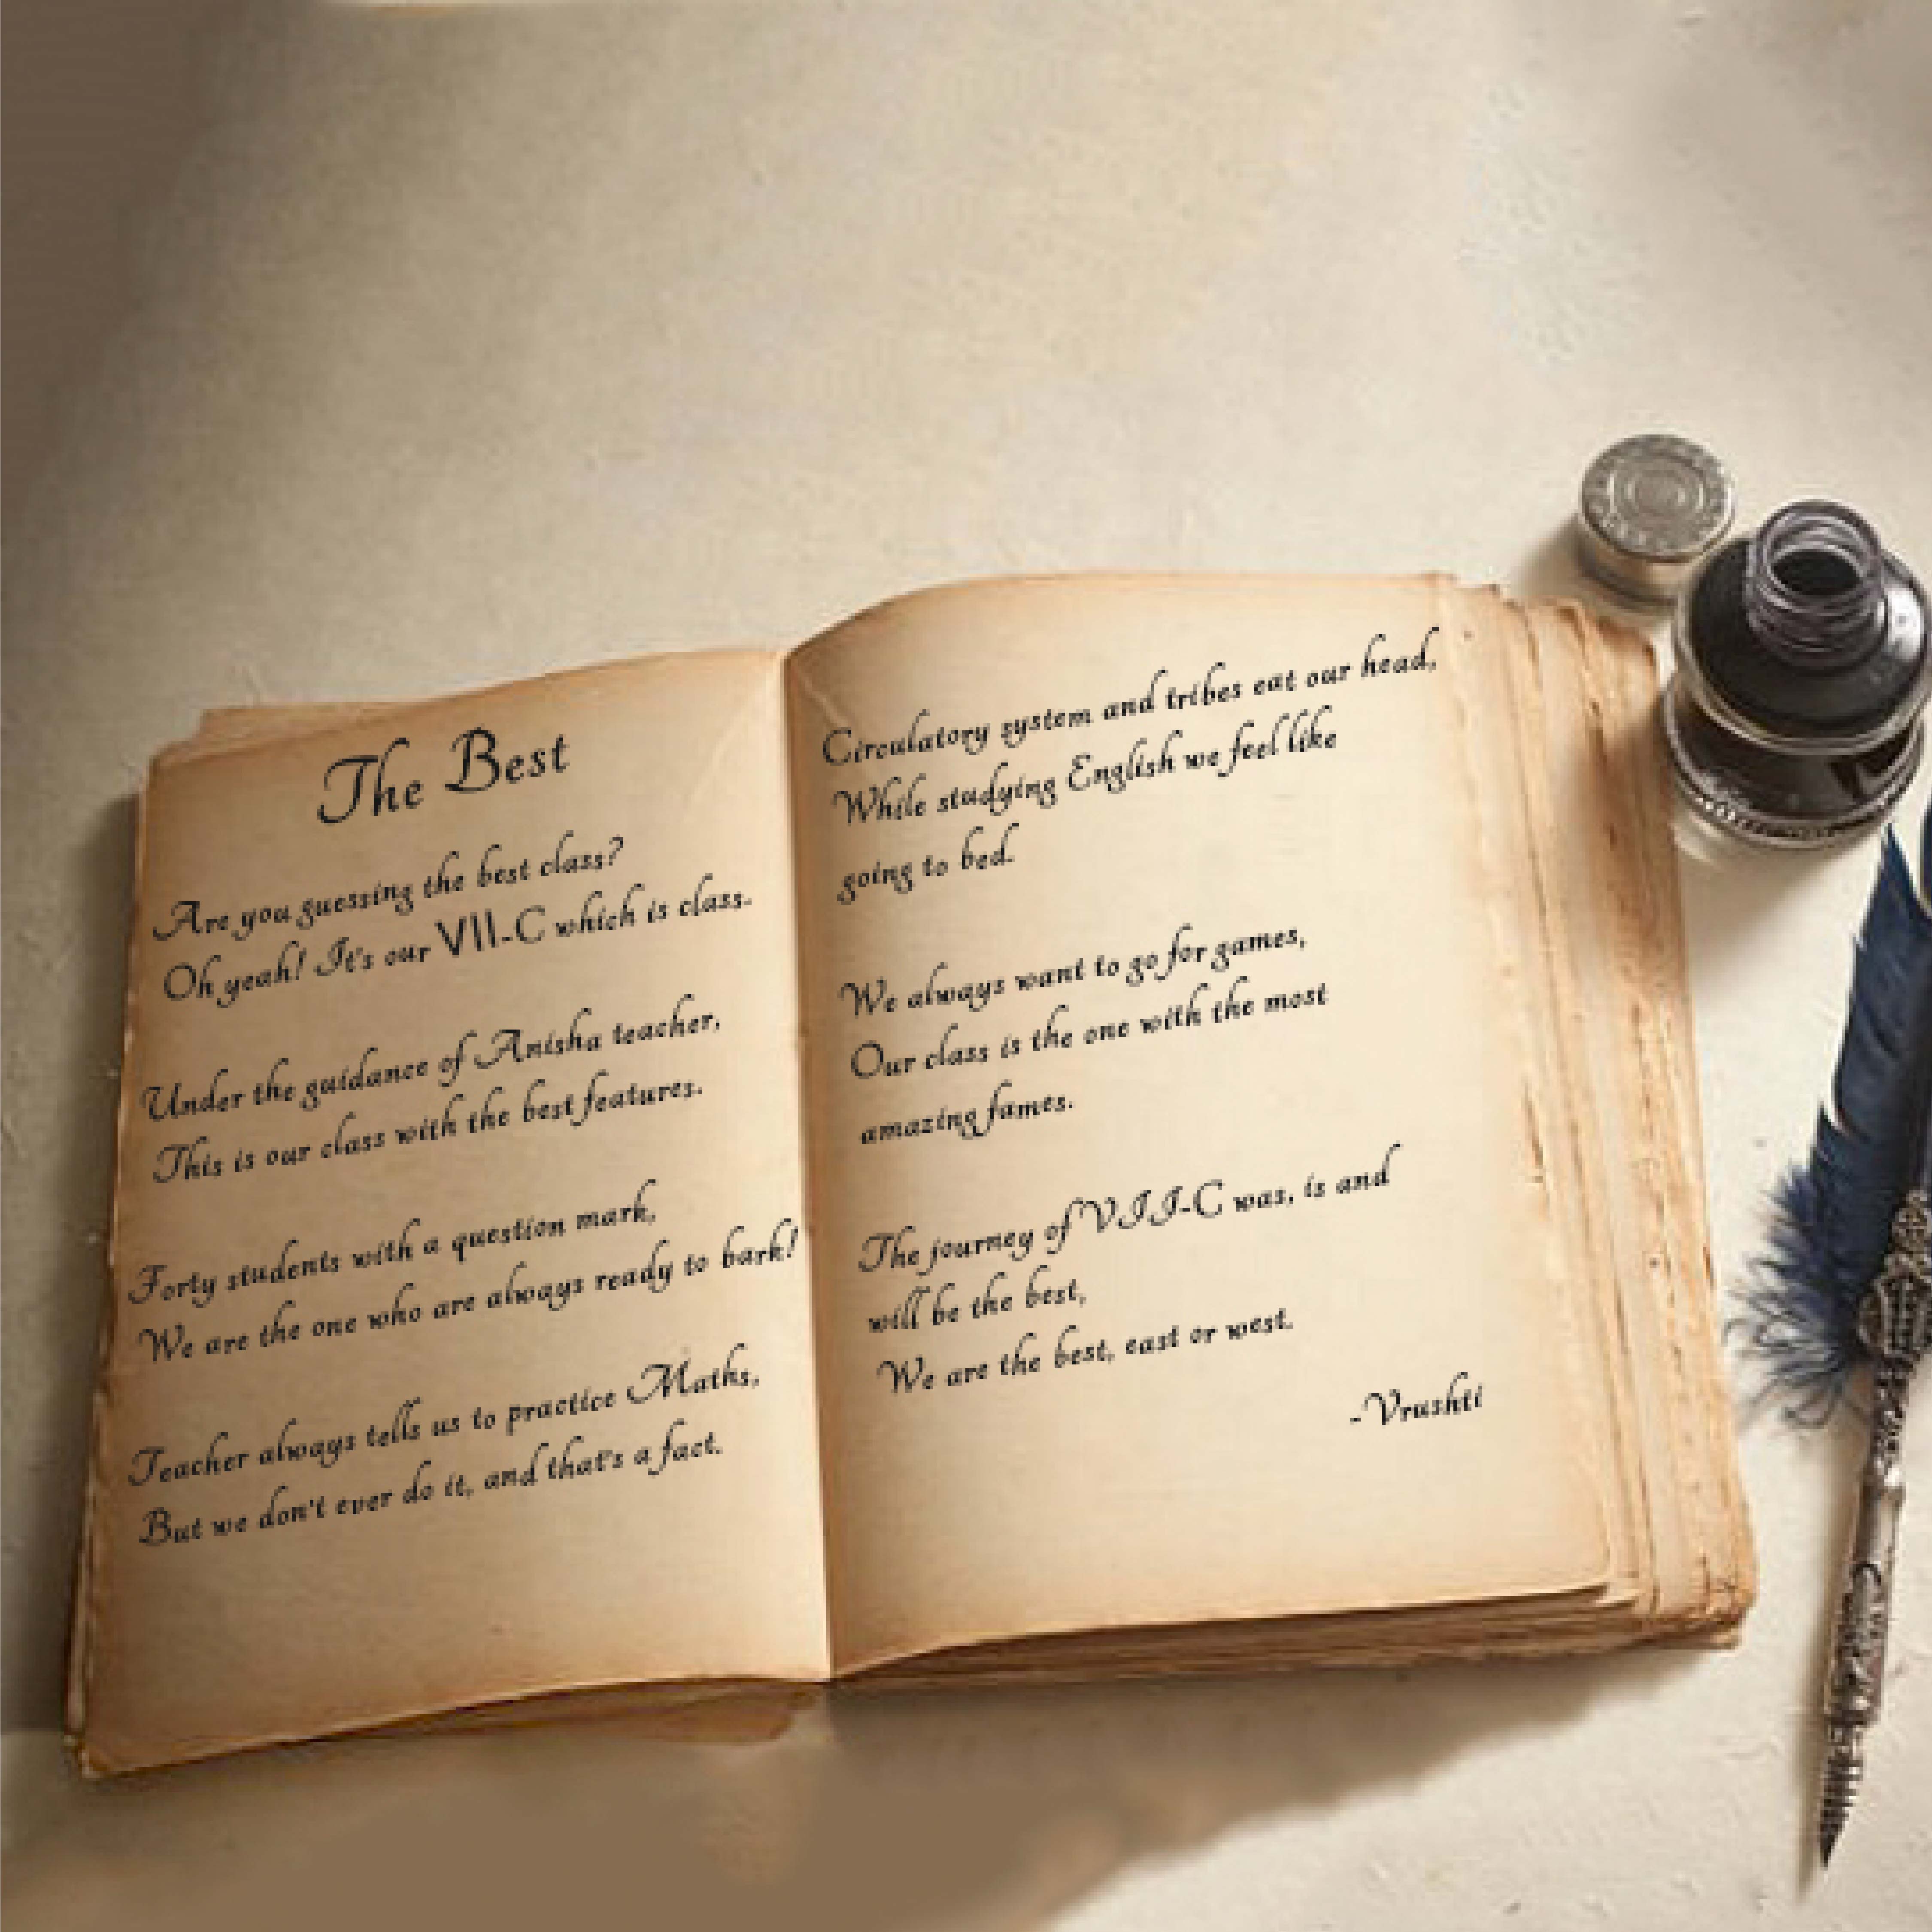 The Best
Are you guessing the best class?
Oh yeah! It's our VII-C which is class.
Under the guidance of Anisha teacher,
This is our class with the best features.
Forty students with a question mark,
We are the one who are always ready to bark!
Teacher always tells us to practice Maths,
But we don't ever do it, and that's a fact.
Circulatory system and tribes eat our head,
While studying English we feel like
going to bed.
We always want to go for games,
Our class is the one with the most
amazing fames.
The journey of VII-C was, is and
will be the best,
We are the best, east or west.
-Vrushti